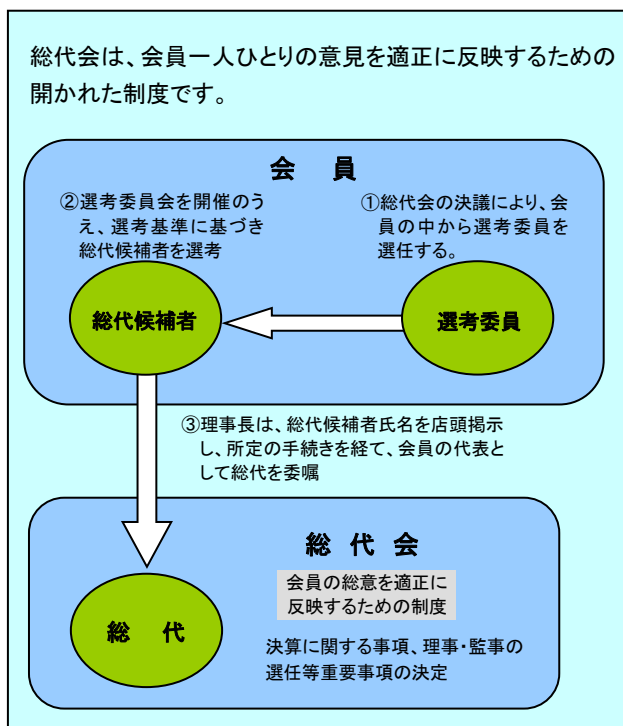 総代会は、会員一人ひとりの意見を適正に反映するための
開かれた制度です。
会　員
②選考委員会を開催のう
え、選考基準に基づき
総代候補者を選考
①総代会の決議により、会
員の中から選考委員を
選任する。
総代候補者
選考委員
③理事長は、総代候補者氏名を店頭掲示
し、所定の手続きを経て、会員の代表と
して総代を委嘱
総　代　会
会員の総意を適正に
反映するための制度
総　代
決算に関する事項、理事・監事の
選任等重要事項の決定